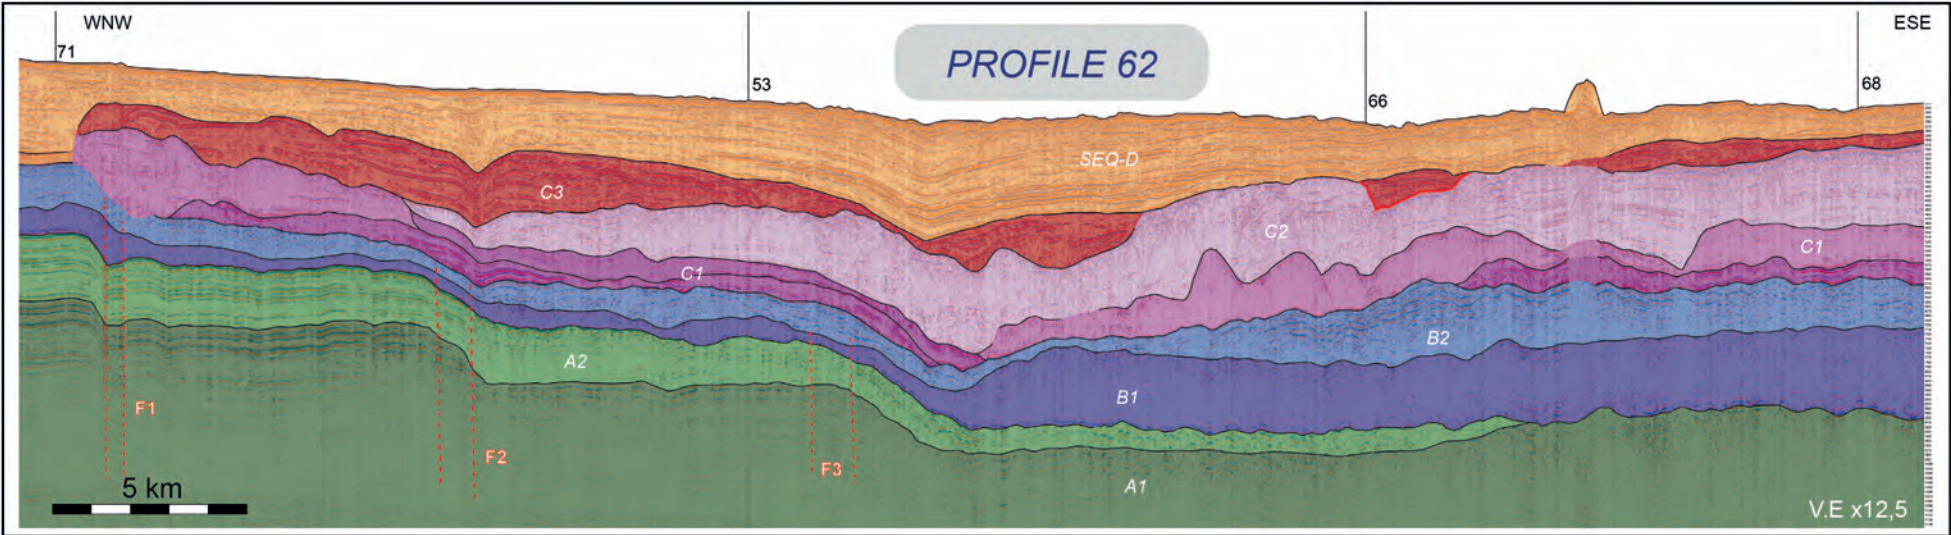 WNW
ESE
71
PROFILE 62
53
66
68
SEQ-D
C3
C2
C1
C1
B2
A2
B1
F1
F2
F3
A1
5 km
V.E x12,5